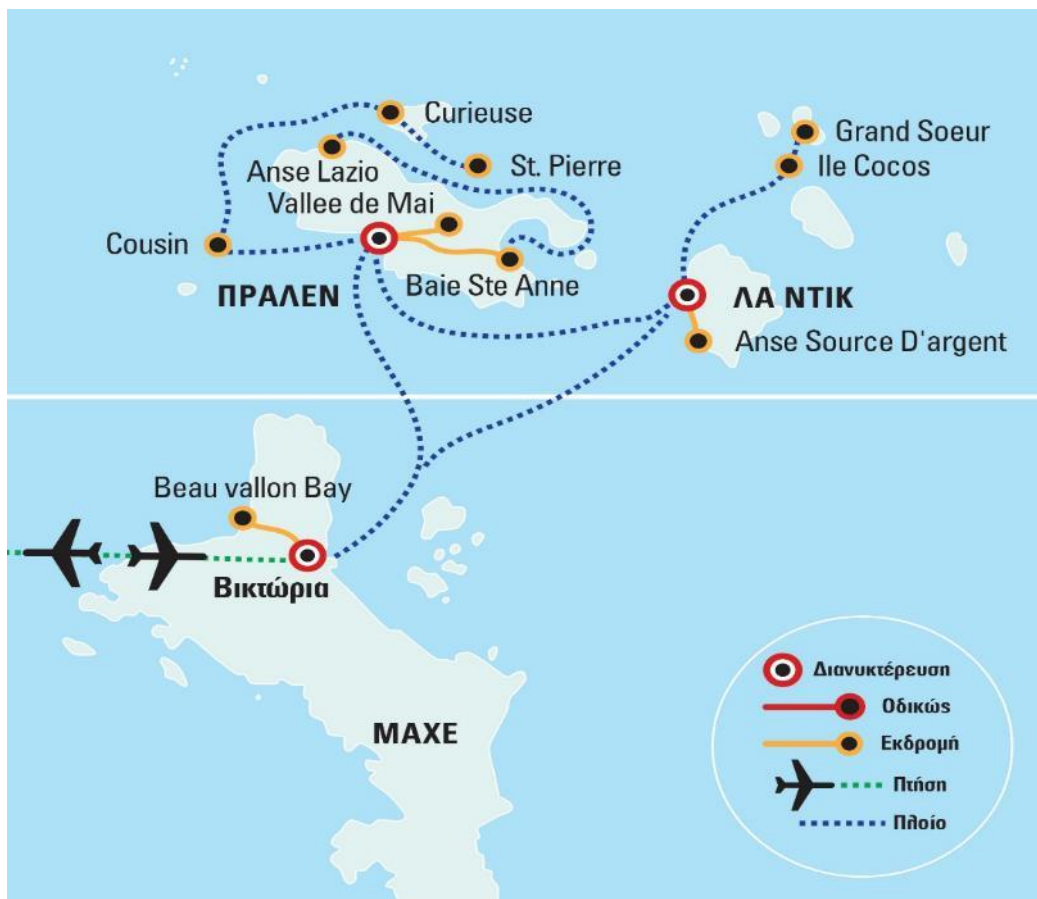 Curieuse
Grand Soeur
Anse Lazio
St. Pierre
Ile Cocos
Vallee de Mai
Cousin
Baie Ste Anne
ΠΡΑΛΕΝ
ΛΑ ΝΤΙΚ
Anse Source D'argent
Beau vallon Bay
Βικτώρια
ΜΑΧΕ
Διανυκτέρευση
Οδικώς
Εκδρομή
Πτήση
Πλοίο